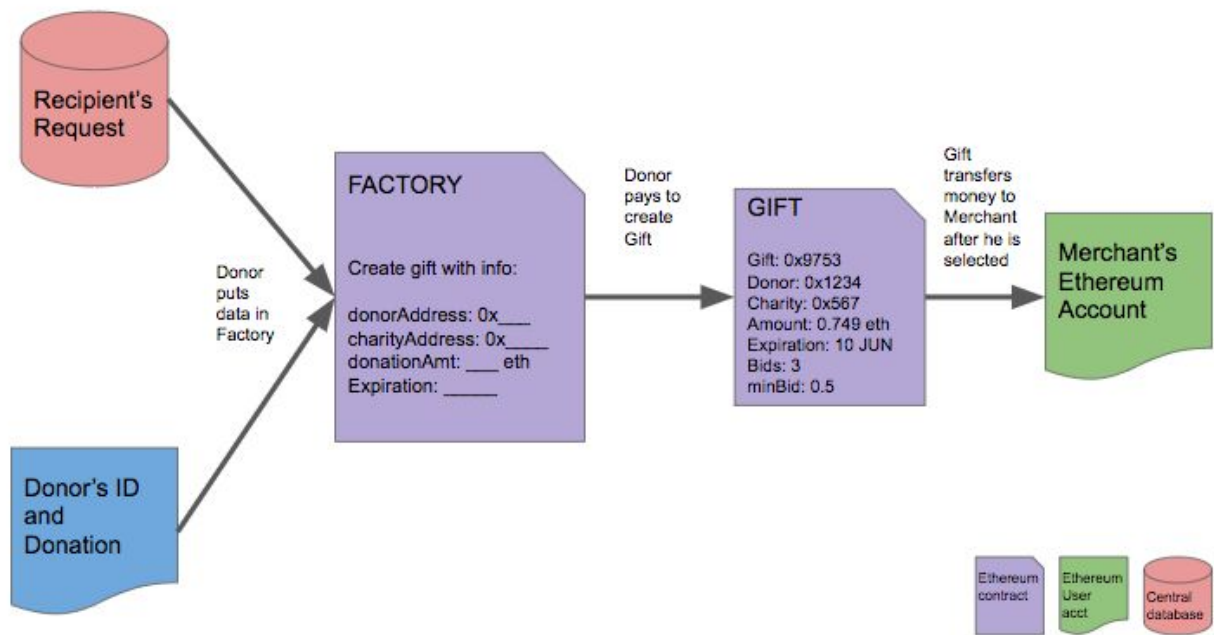 Recipient's
Request
Donor
puts
data in
Factory
Donor's ID
and
Donation
FACTORY
Create gift with info:
donorAddress: 0x___
charityAddress: 0x____
donationAmt: ___ eth
Expiration: ______
Donor
pays to
create
Gift
GIFT
Gift: 0x9753
Donor: 0x1234
Charity: 0x567
Amount: 0.749 eth
Expiration: 10 JUN
Bids: 3
minBid: 0.5
Gift
transfers
money to
Merchant
after he is
selected
Merchant's
Ethereum
Account
Ethereum
contract
Ethereum
User
acct
Central
database